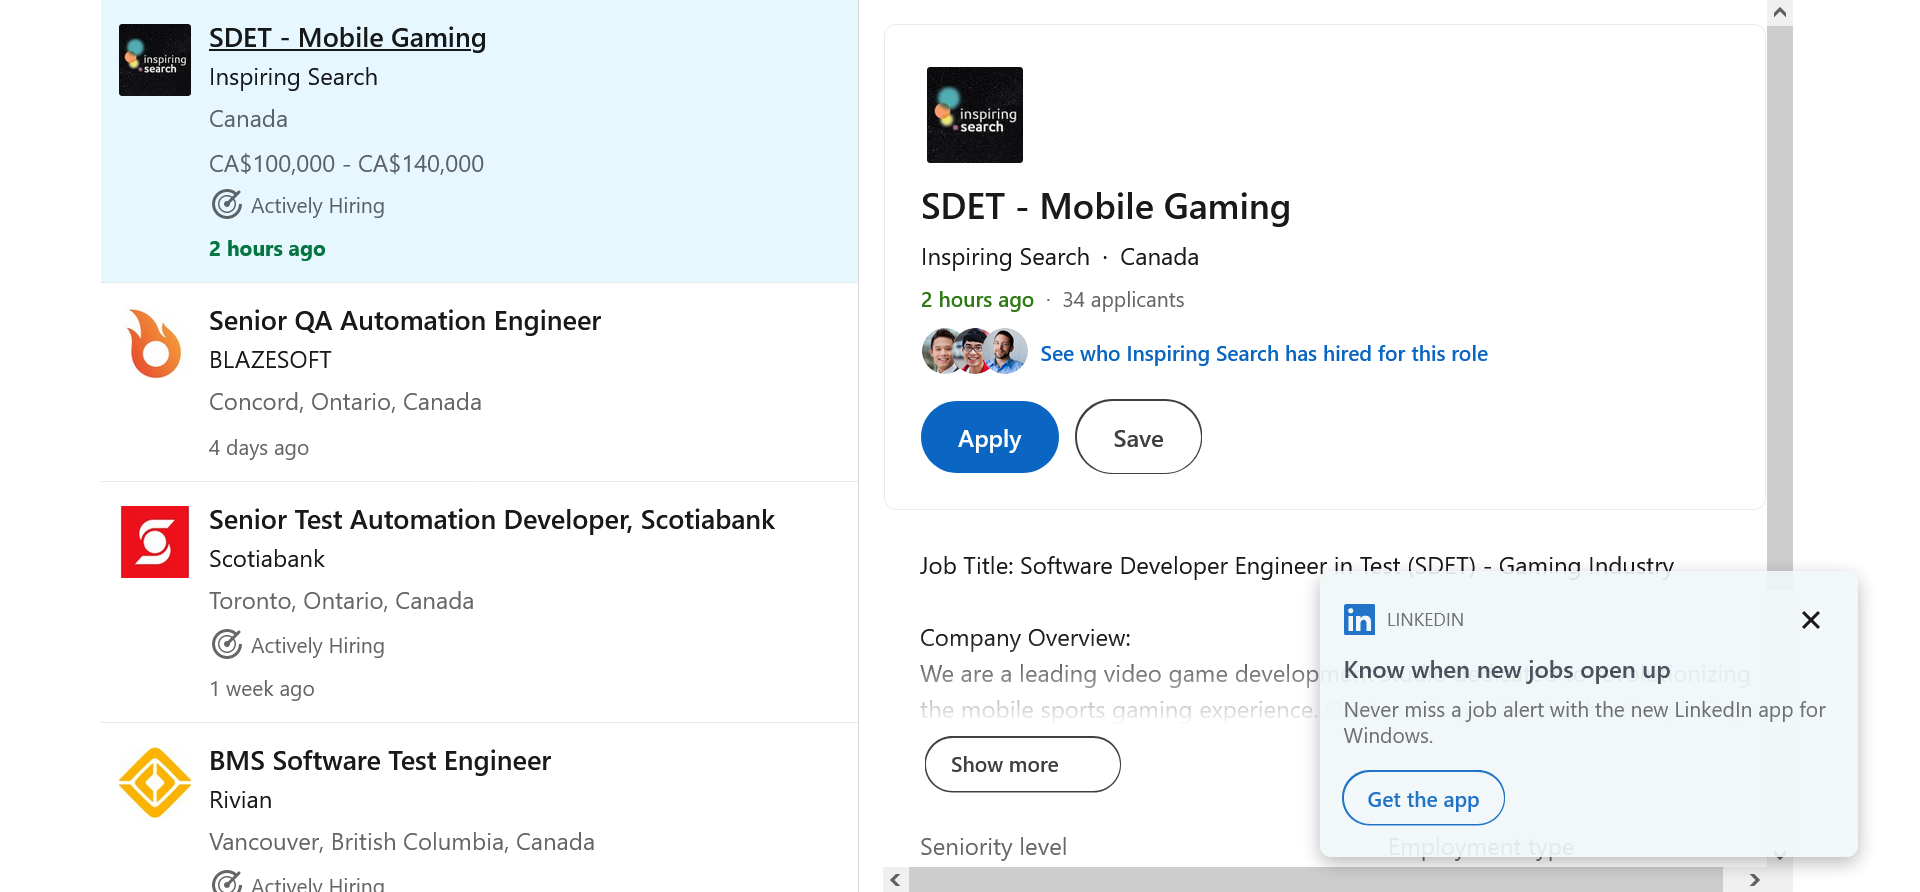 inspiring
search
SDET - Mobile Gaming
Inspiring Search
Canada
CA$100,000 - CA$140,000
Actively Hiring
2 hours ago
Senior QA Automation Engineer
BLAZESOFT
Concord, Ontario, Canada
4 days ago
Senior Test Automation Developer, Scotiabank
Scotiabank
Toronto, Ontario, Canada
Actively Hiring
1 week ago
BMS Software Test Engineer
Rivian
Vancouver, British Columbia, Canada
Actively Hiring
inspiring
search
SDET - Mobile Gaming
Inspiring Search · Canada
2 hours ago · 34 applicants
See who Inspiring Search has hired for this role
Apply Save
Job Title: Software Developer Engineer in Test (SDET) - Gaming Industry
Company Overview:
We are a leading video game development
the mobile sports gaming experience.
Show more
Seniority level
Employment type
in LINKEDIN
Know when new jobs open up
Never miss a job alert with the new LinkedIn app for
Windows.
Get the app